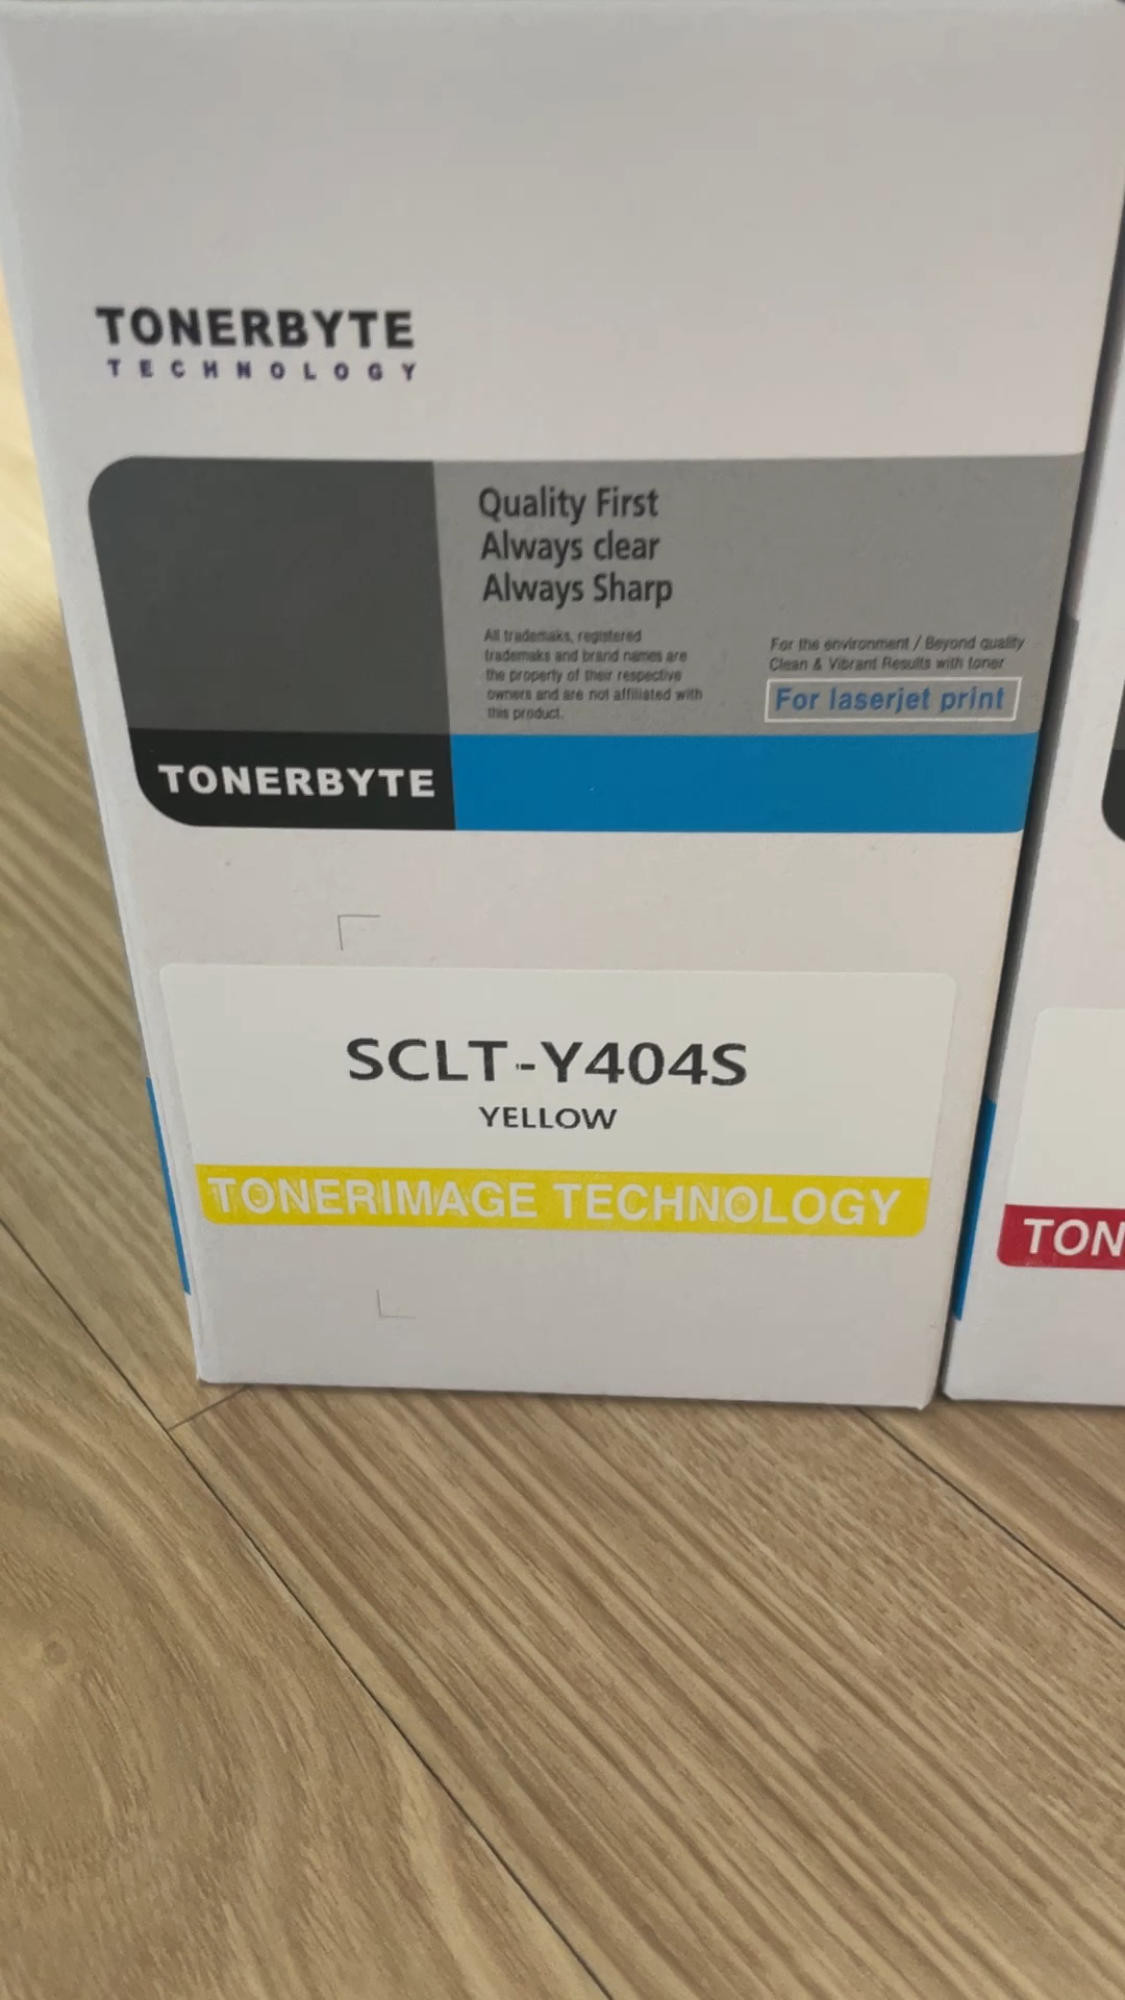 TONERBYTE
TECHNOLOGY
Quality First
Always clear
Always Sharp
All trademaks, registered
trademaks and brand names are
the property of their respective
owners and are not affiliated with
this product.
For the environment / Beyond quality
Clean & Vibrant Results with toner
For laserjet print
TONERBYTE
SCLT-Y404S
YELLOW
TONERIMAGE TECHNOLOGY
TON